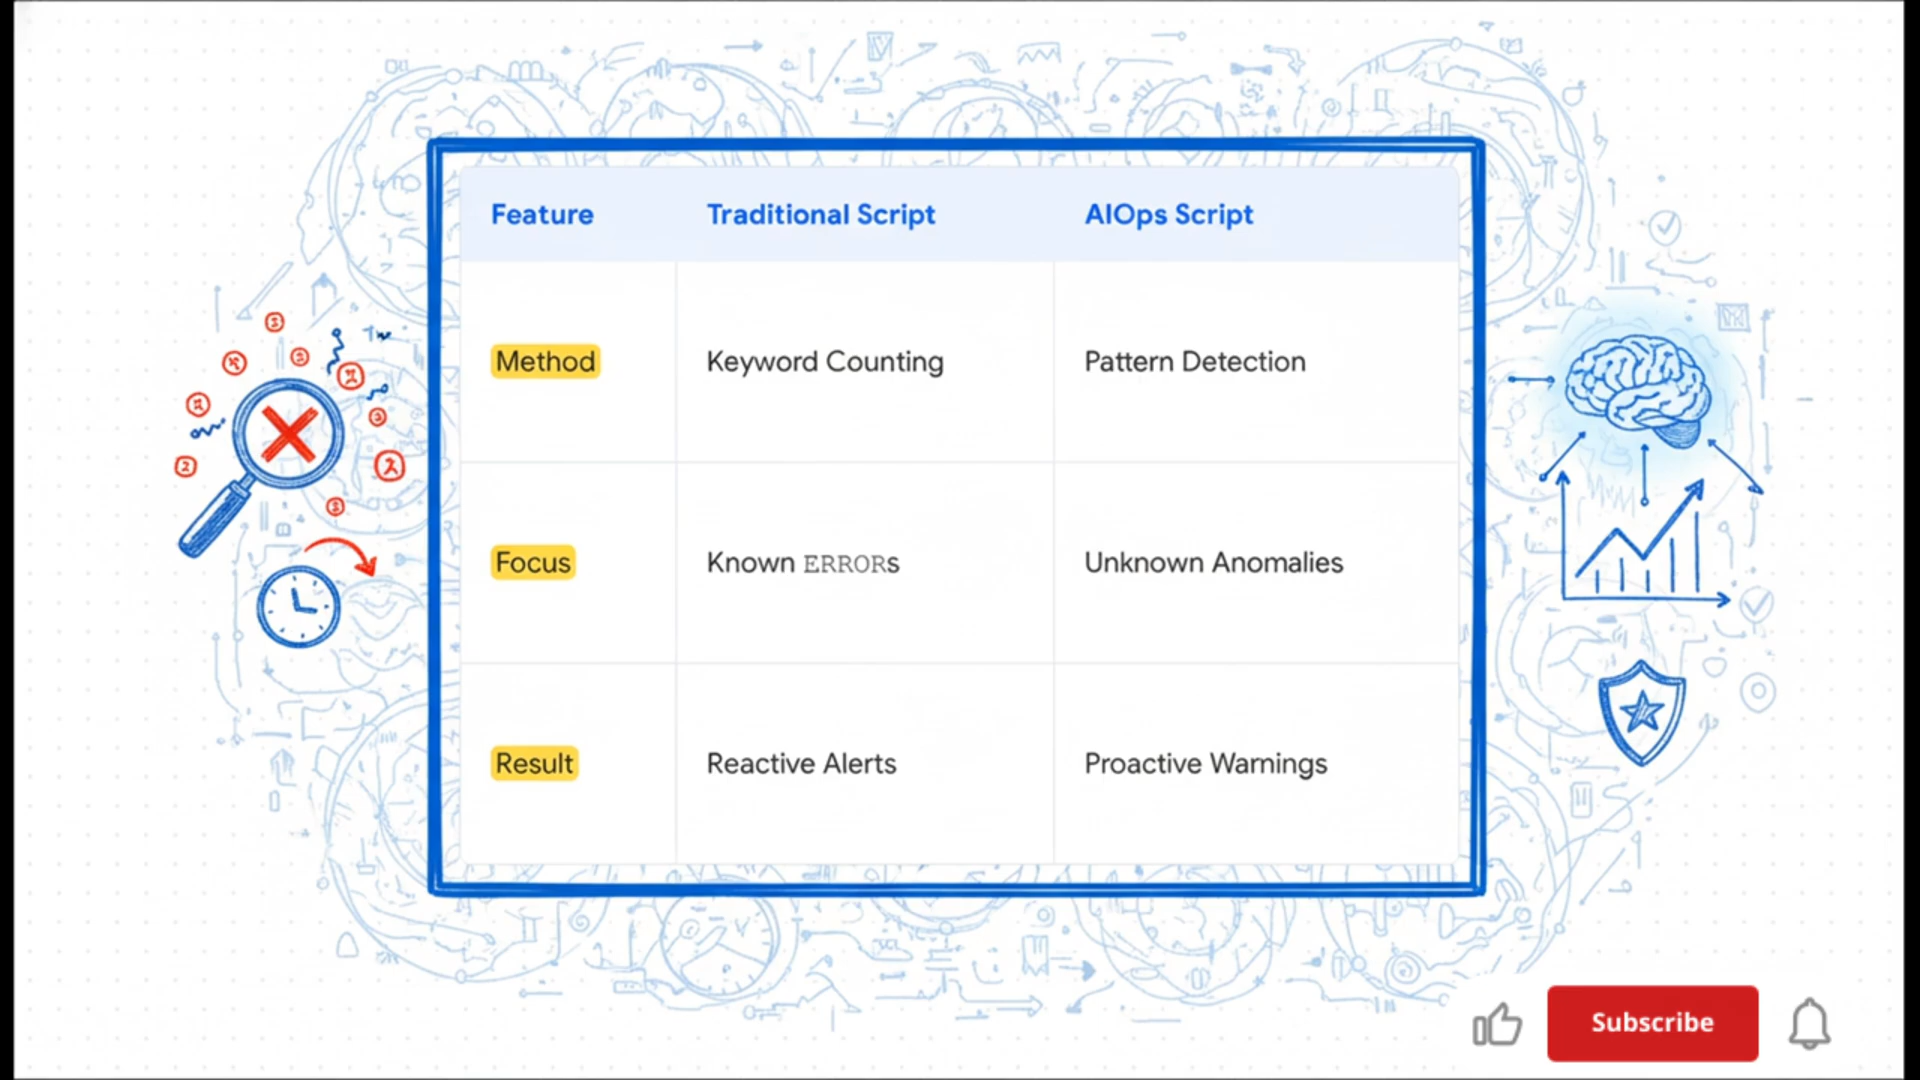 Feature Traditional Script AIOps Script
Method Keyword Counting Pattern Detection
Focus Known ERRORs Unknown Anomalies
Result Reactive Alerts Proactive Warnings
Subscribe